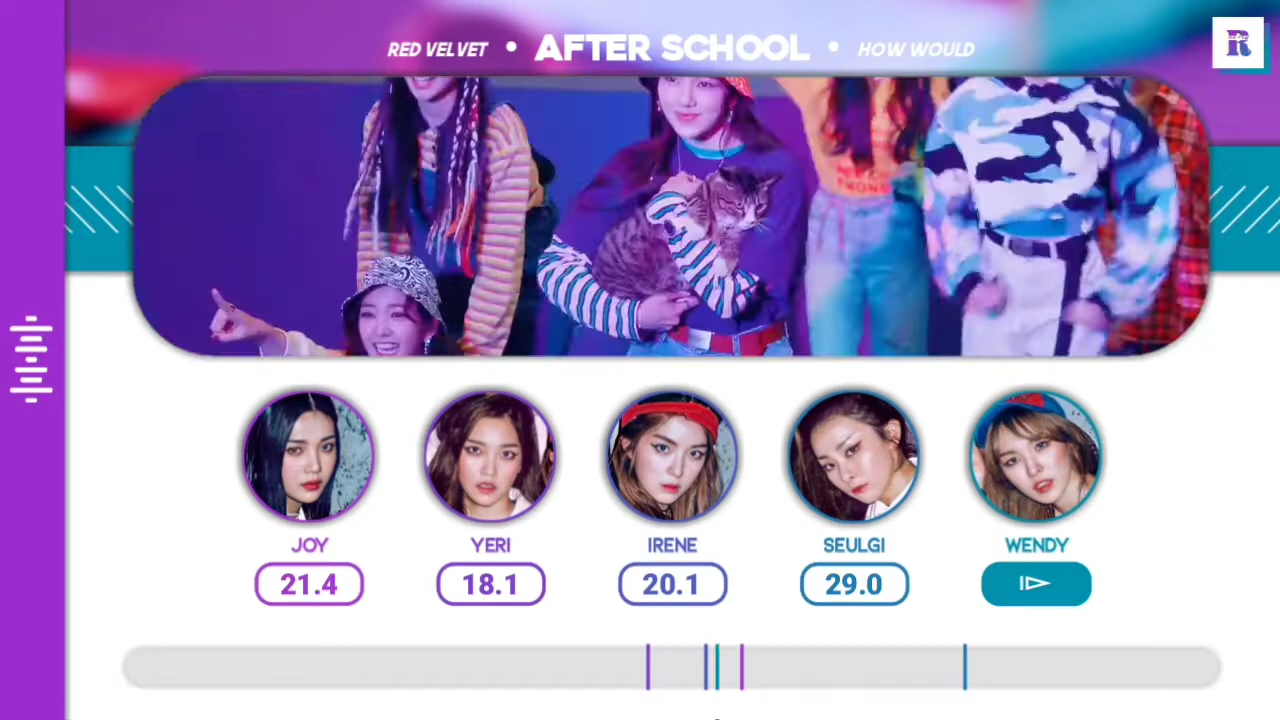 RED VELVET • AFTER SCHOOL • HOW WOULD
R
JOY YERI IRENE SEULGI WENDY
21.4 18.1 20.1 29.0